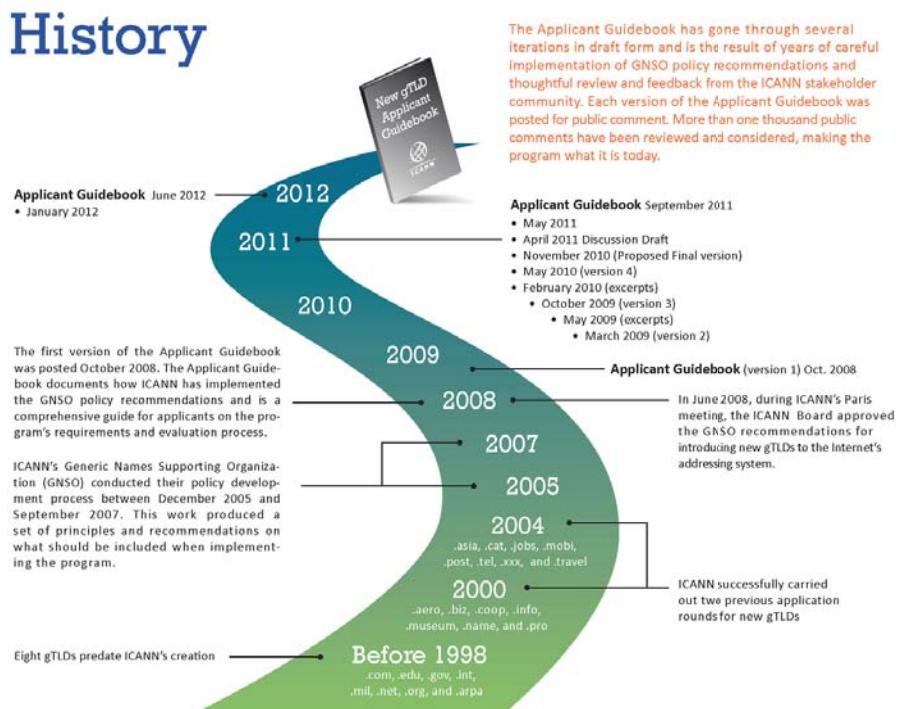 History
The Applicant Guidebook has gone through several
iterations in draft form and is the result of years of careful
implementation of GNSO policy recommendations and
thoughtful review and feedback from the ICANN stakeholder
community. Each version of the Applicant Guidebook was
posted for public comment. More than one thousand public
comments have been reviewed and considered, making the
program what it is today.
New gTLD
Applicant
Guidebook
ICANN
Applicant Guidebook June 2012
• January 2012
2012
Applicant Guidebook September 2011
• May 2011
• April 2011 Discussion Draft
• November 2010 (Proposed Final version)
• May 2010 (version 4)
• February 2010 (excerpts)
• October 2009 (version 3)
• May 2009 (excerpts)
• March 2009 (version 2)
2011
2010
2009
Applicant Guidebook (version 1) Oct. 2008
The first version of the Applicant Guidebook
was posted October 2008. The Applicant Guide-
book documents how ICANN has implemented
the GNSO policy recommendations and is a
comprehensive guide for applicants on the pro-
gram's requirements and evaluation process.
2008
In June 2008, during ICANN's Paris
meeting, the ICANN Board approved
the GNSO recommendations for
introducing new gTLDs to the Internet's
addressing system.
2007
ICANN's Generic Names Supporting Organiza-
tion (GNSO) conducted their policy develop-
ment process between December 2005 and
September 2007. This work produced a
set of principles and recommendations on
what should be included when implement-
ing the program.
2005
2004
.asia, .cat, .jobs, .mobi,
.post, .tel, .xxx, and .travel
2000
.aero, .biz, .coop, .info,
.museum, .name, and .pro
ICANN successfully carried
out two previous application
rounds for new gTLDs
Eight gTLDs predate ICANN's creation
Before 1998
.com, .edu, .gov, .int,
.mil, .net, .org, and .arpa